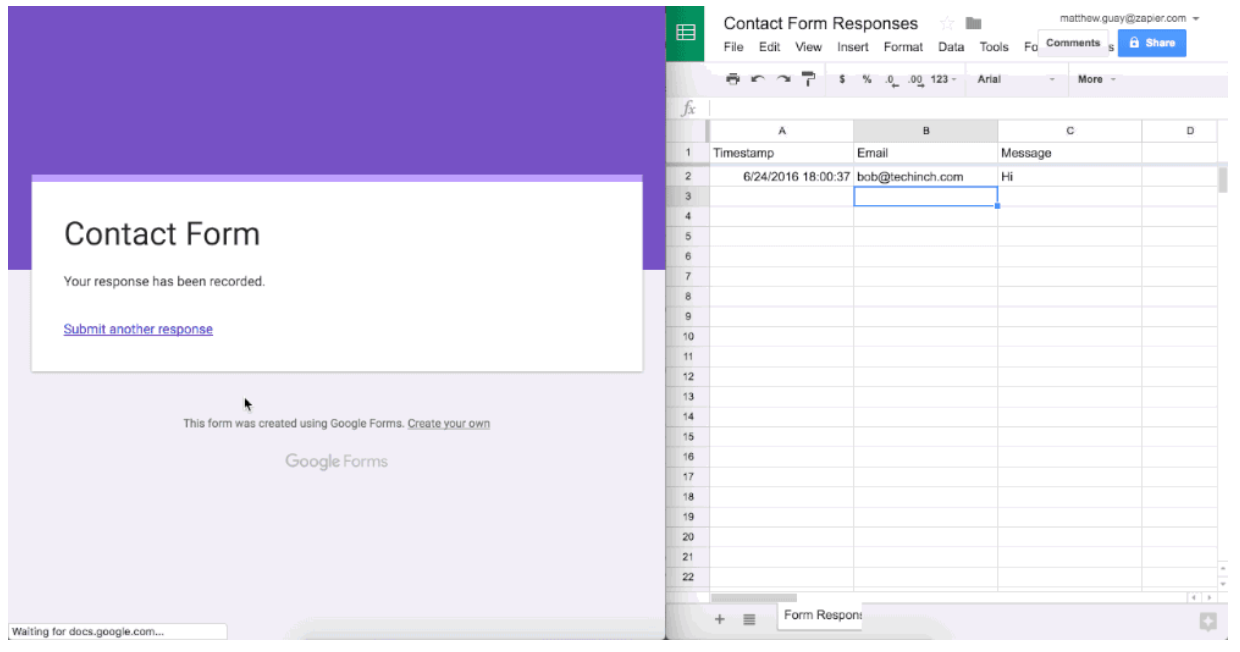 Contact Form
Your response has been recorded.
Submit another response
This form was created using Google Forms. Create your own
Google Forms
Waiting for docs.google.com...
Contact Form Responses
matthew.guay@zapier.com
File Edit View Insert Format Data Tools Fo s
Comments
Share
$ % .0 .00 123 Arial More
fx
A B C D
1 Timestamp Email Message
2 6/24/2016 18:00:37 bob@techinch.com Hi
3
4
5
6
7
8
9
10
11
12
13
14
15
16
17
18
19
20
21
22
Form Respons